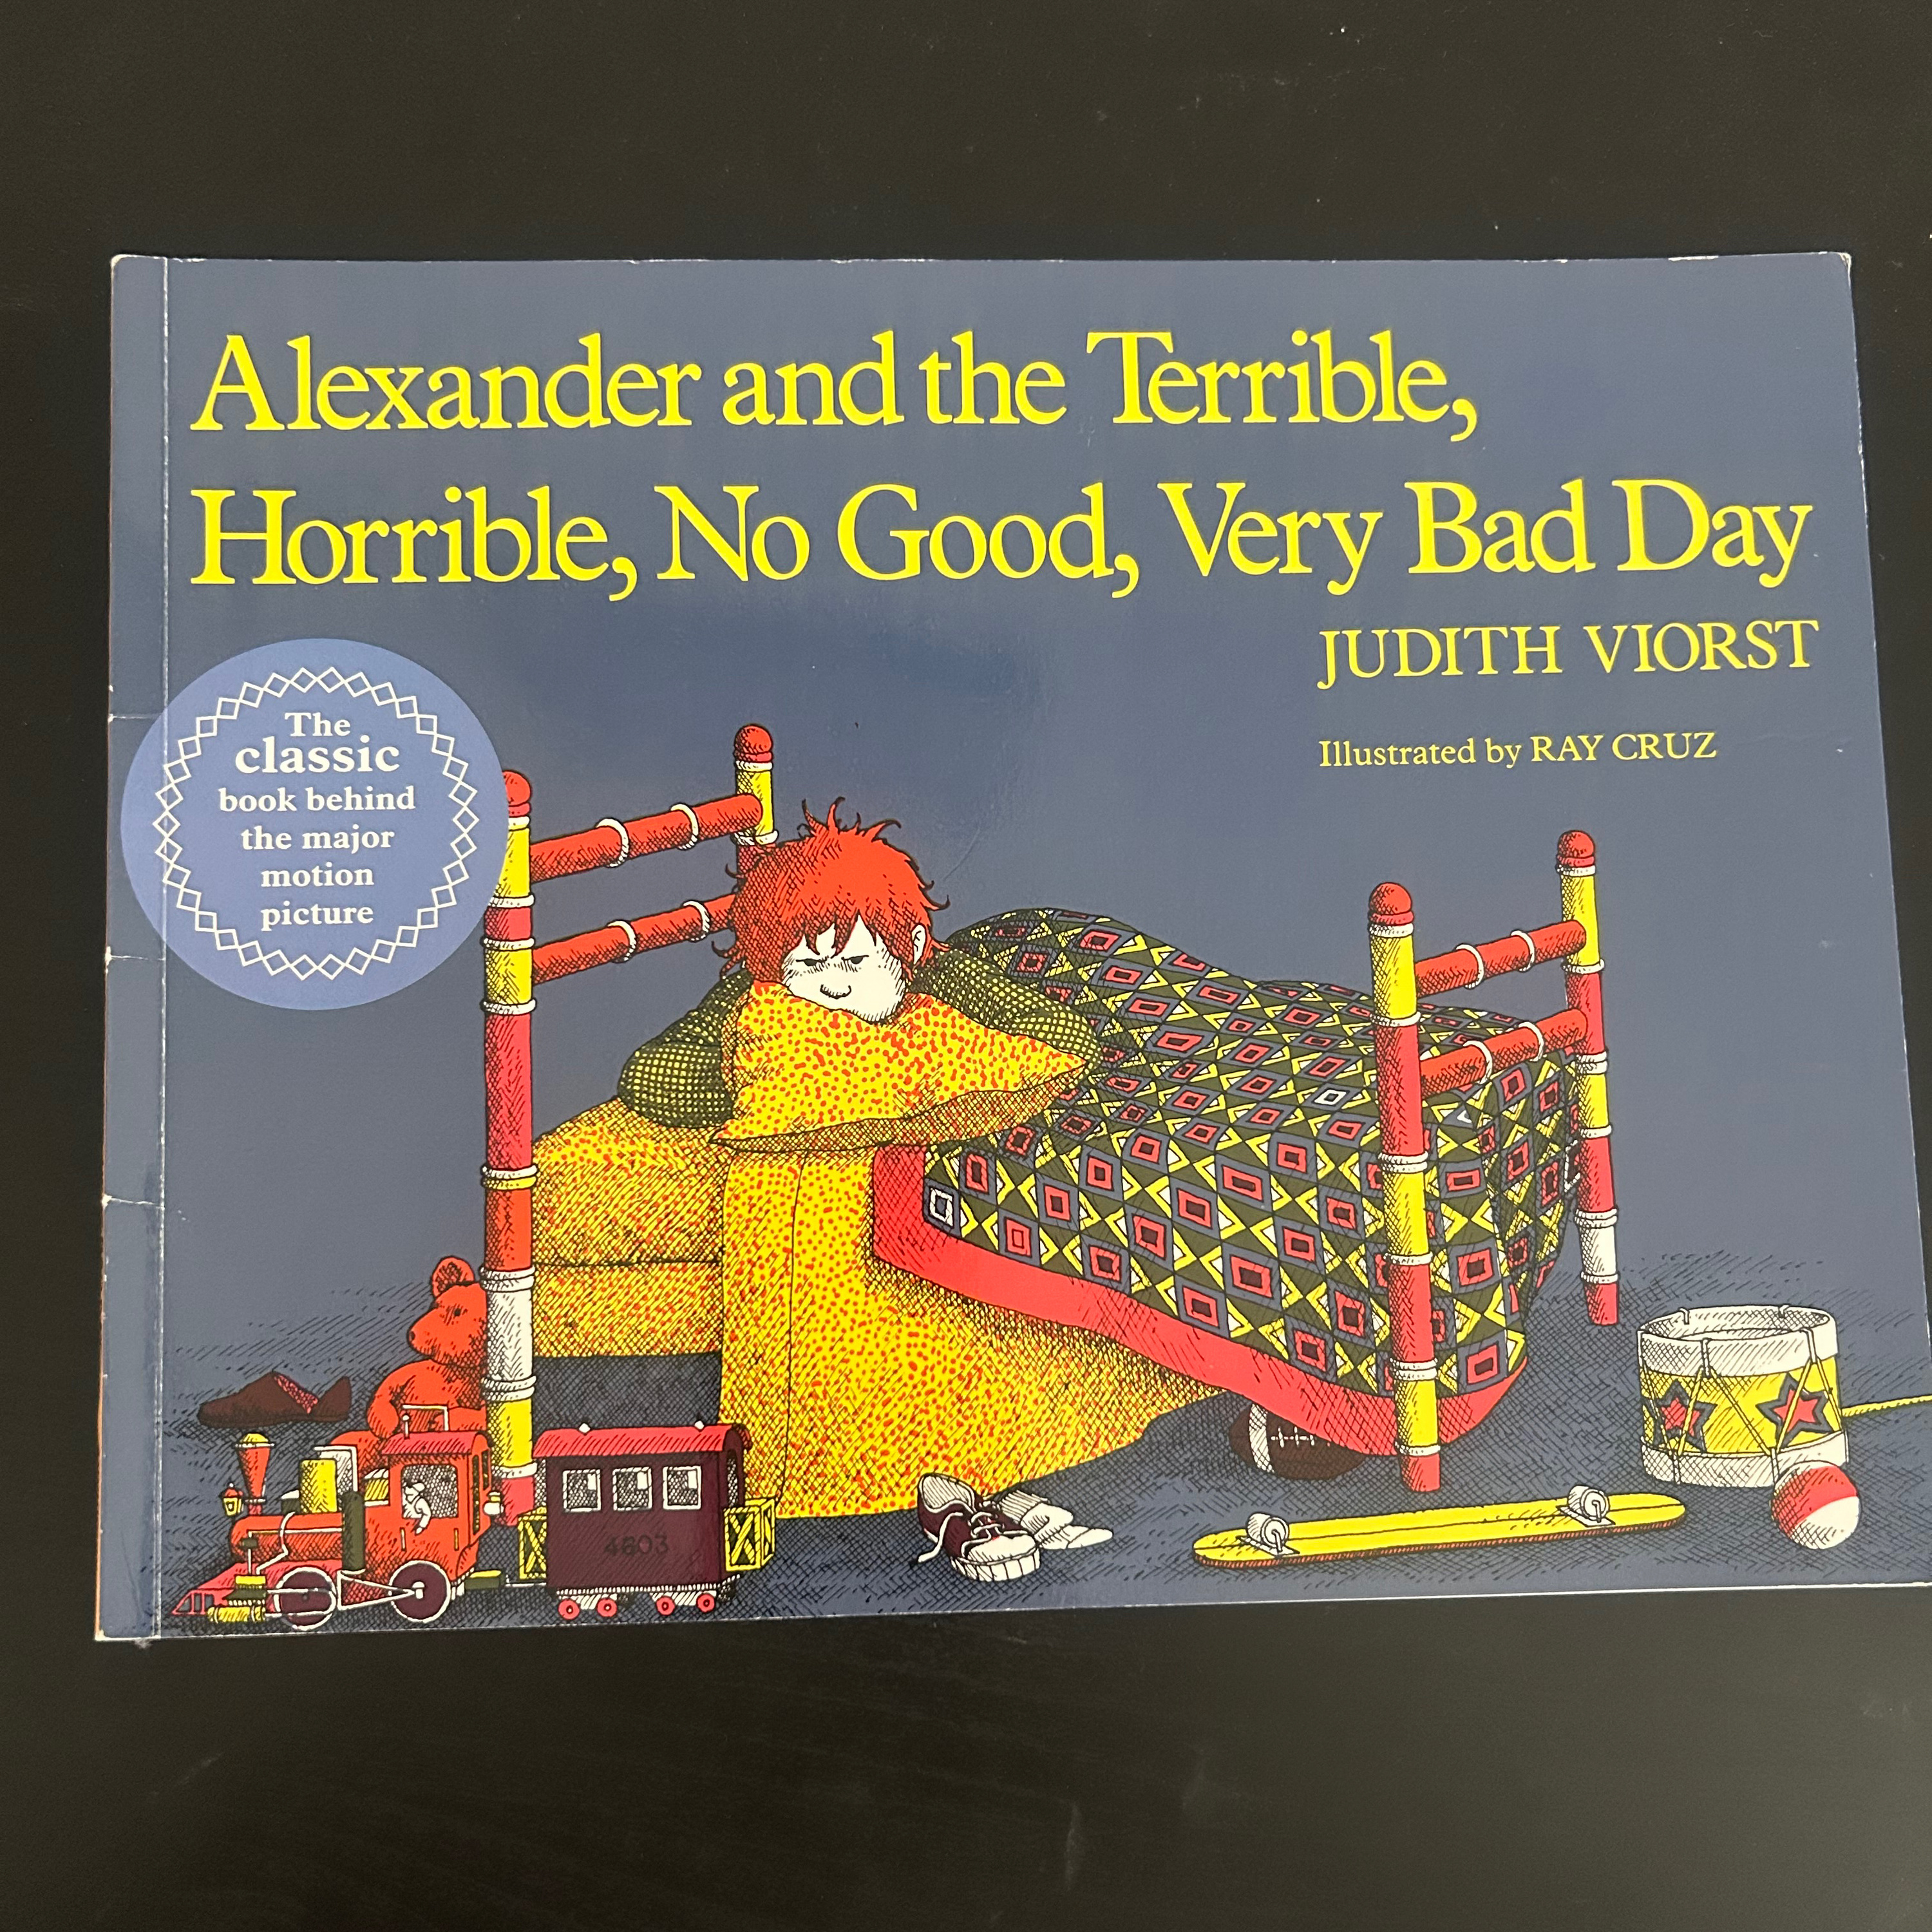 Alexander and the Terrible,
Horrible, No Good, Very Bad Day
JUDITH VIORST
Illustrated by RAY CRUZ
The
classic
book behind
the major
motion
picture
4603